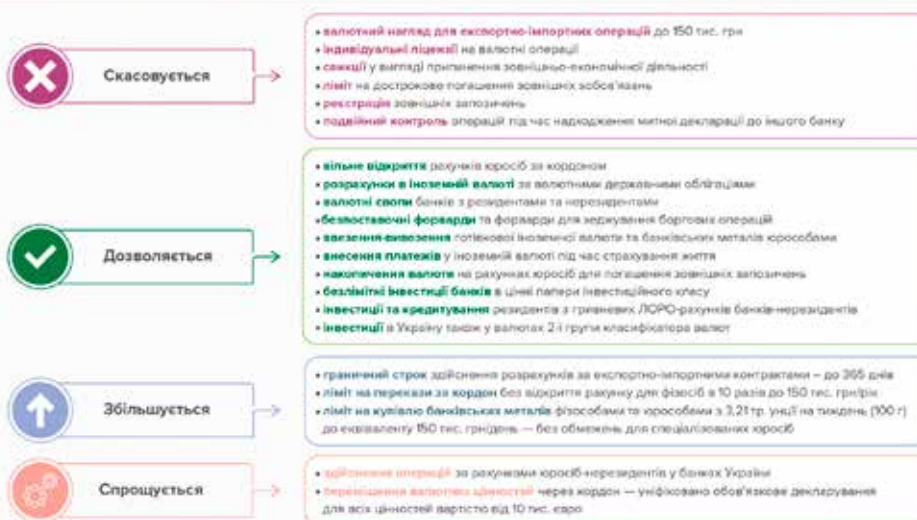 Скасовується
• валютний нагляд для експортно-імпортних операцій до 150 тис. грн
• індивідуальні ліцензії на валютні операції
• санкції у вигляді припинення зовнішньо-економічної діяльності
• ліміт на дострокове погашення зовнішніх зобов'язань
• реєстрація зовнішніх запозичень
• подвійний контроль операцій під час надходження митної декларації до іншого банку
Дозволяється
• вільне відкриття рахунків юросіб за кордоном
• розрахунки в іноземній валюті за валютними державними облігаціями
• валютні свопи банків з резидентами та нерезидентами
•безпоставочні форварди та форварди для хеджування боргових операцій
• ввезення-вивезення готівкової іноземної валюти та банківських металів юрособами
• внесення платежів у іноземній валюті під час страхування життя
• накопичення валюти на рахунках юросіб для погашення зовнішніх запозичень
• безлімітні інвестиції банків в цінні папери інвестиційного класу
• інвестиції та кредитування резидентів з гривневих ЛОРО-рахунків банків-нерезидентів
• інвестиції в Україну також у валютах 2-ї групи класифікатора валют
Збільшується
• граничний строк здійснення розрахунків за експортно-імпортними контрактами – до 365 днів
• ліміт на перекази за кордон без відкриття рахунку для фізосіб в 10 разів до 150 тис. грн/рік
• ліміт на купівлю банківських металів фізособами та юрособами з 3,21 тр. унції на тиждень (100 г)
до еквіваленту 150 тис. грн/день — без обмежень для спеціалізованих юросіб
Спрощується
• здійснення операцій за рахунками юросіб-нерезидентів у банках України
• переміщення валютних цінностей через кордон — уніфіковано обов'язкове декларування
для всіх цінностей вартістю від 10 тис. євро